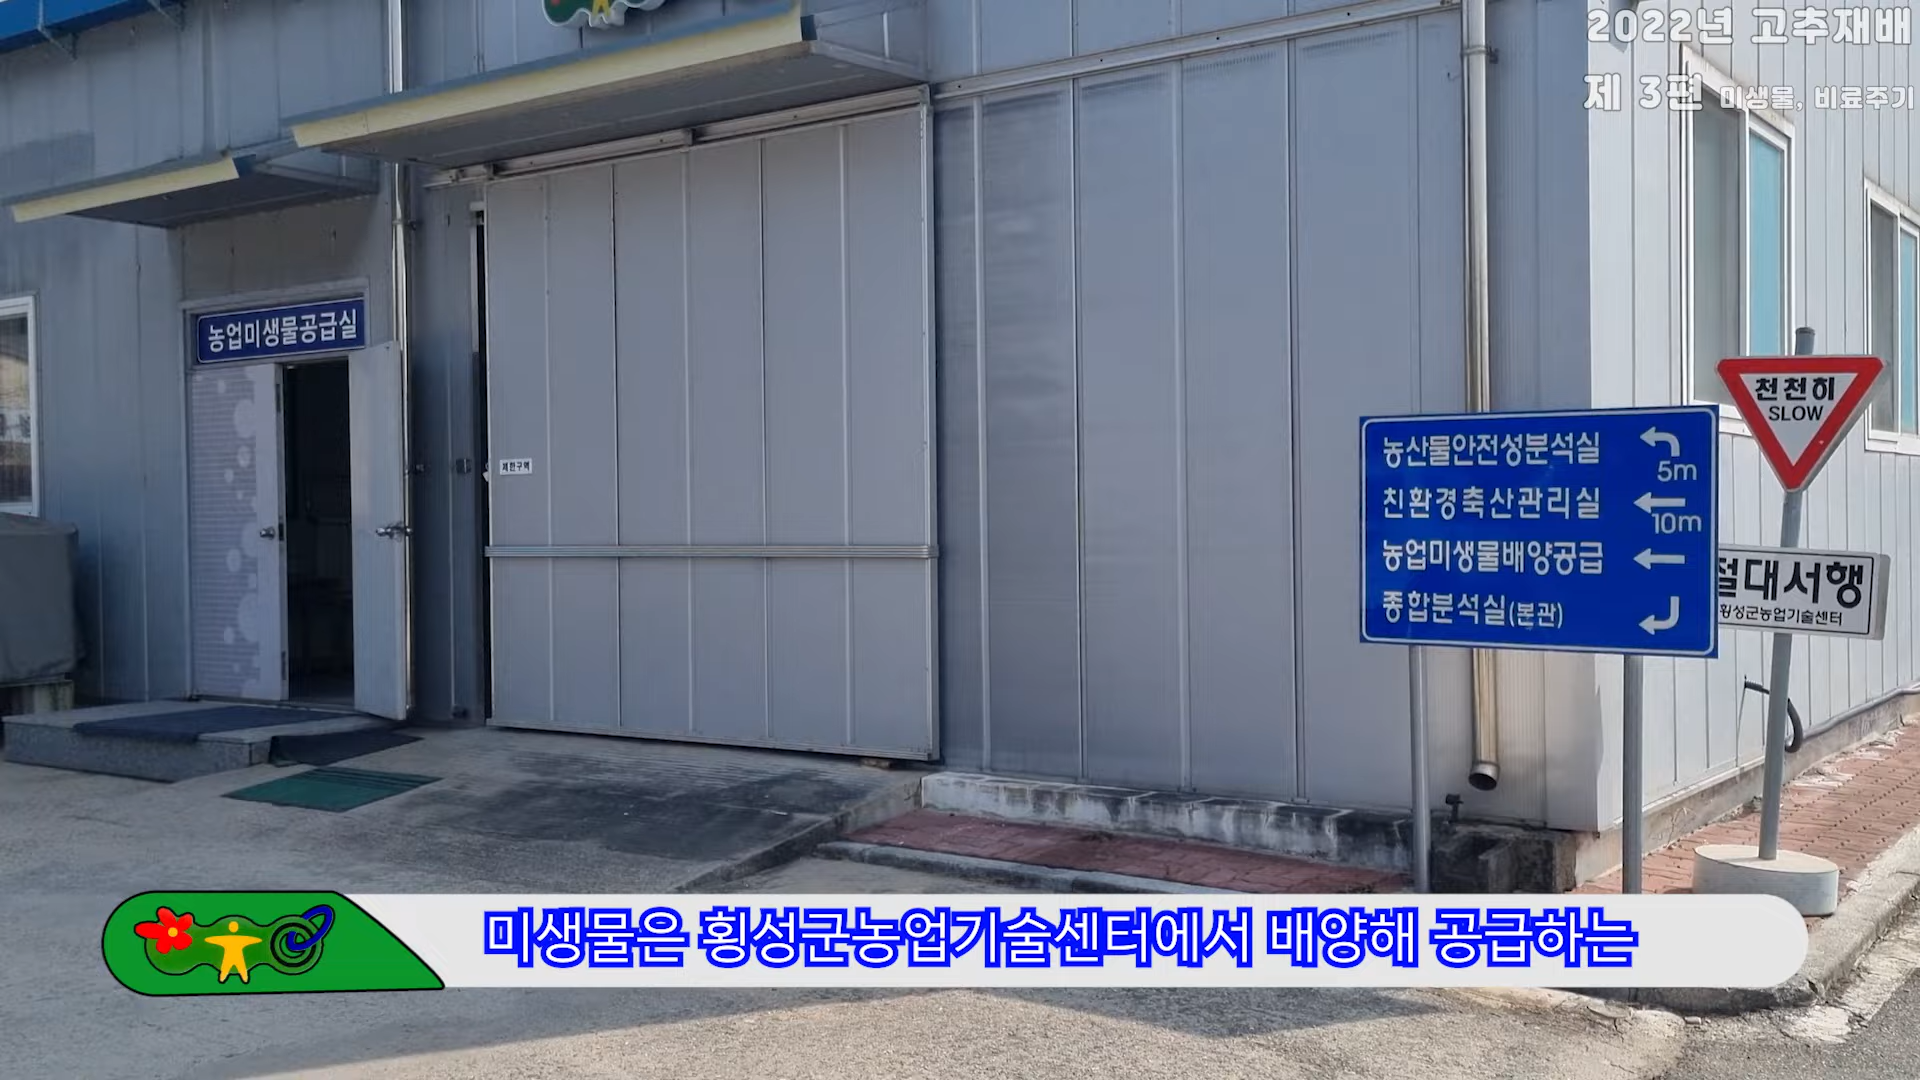 2022년 고추재배
제 3편 미생물, 비료주기
농업미생물공급실
제한구역
천천히
SLOW
농산물안전성분석실
5m
친환경축산관리실
10m
농업미생물배양공급
종합분석실(본관)
절대서행
횡성군농업기술센터
미생물은 횡성군농업기술센터에서 배양해 공급하는